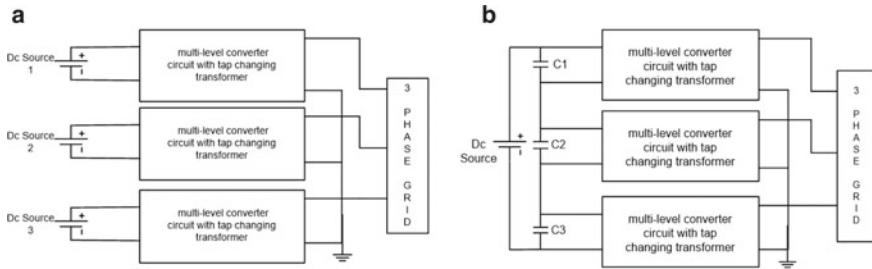 a
Dc Source
1
+
-
multi-level converter
circuit with tap changing
transformer
Dc Source
2
+
-
multi-level converter
circuit with tap changing
transformer
Dc Source
3
+
-
multi-level converter
circuit with tap changing
transformer
3
P
H
A
S
E
G
R
I
D
b
Dc
Source
+
-
C1
C2
C3
multi-level converter
circuit with tap
changing transformer
multi-level converter
circuit with tap
changing transformer
multi-level converter
circuit with tap
changing transformer
3
P
H
A
S
E
G
R
I
D